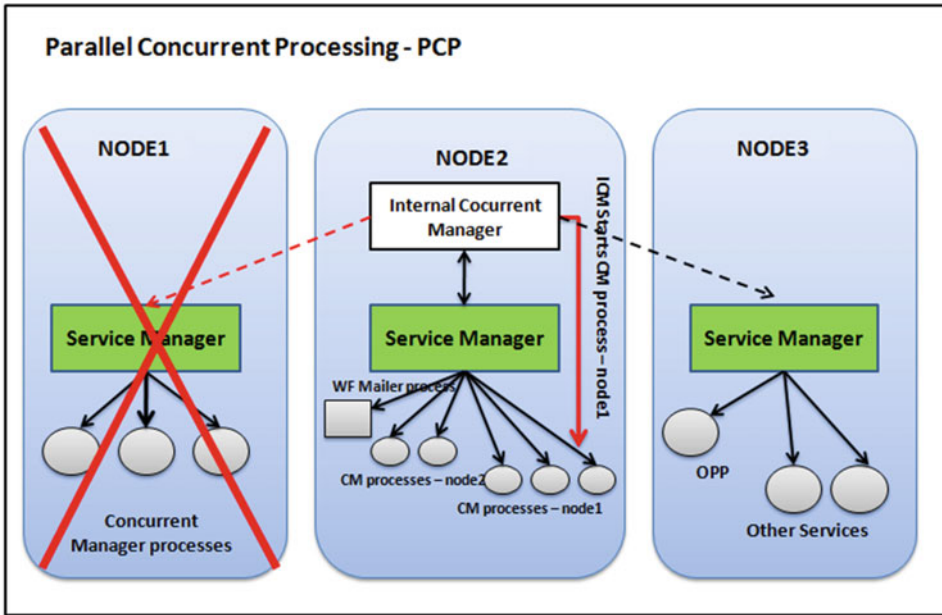 Parallel Concurrent Processing - PCP
NODE1
Service Manager
Concurrent
Manager processes
NODE2
Internal Cocurrent
Manager
ICM Starts CM process – node1
Service Manager
WF Mailer process
CM processes – node2
CM processes – node1
NODE3
Service Manager
OPP
Other Services